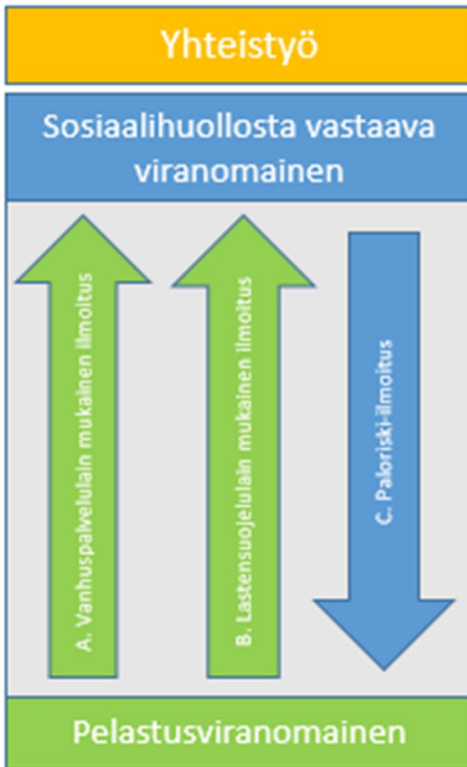 Yhteistyö
Sosiaalihuollosta vastaava
viranomainen
A. Vanhuspalvelulain mukainen ilmoitus
B. Lastensuojelulain mukainen ilmoitus
C. Paloriski-ilmoitus
Pelastusviranomainen